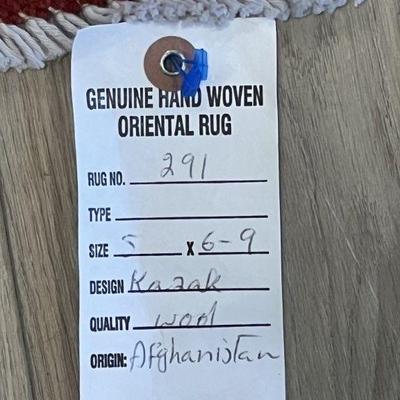 GENUINE HAND WOVEN
ORIENTAL RUG
RUG NO. 291
TYPE
SIZE 5 X 6-9
DESIGN Kazak
QUALITY wool
ORIGIN: Afghanistan